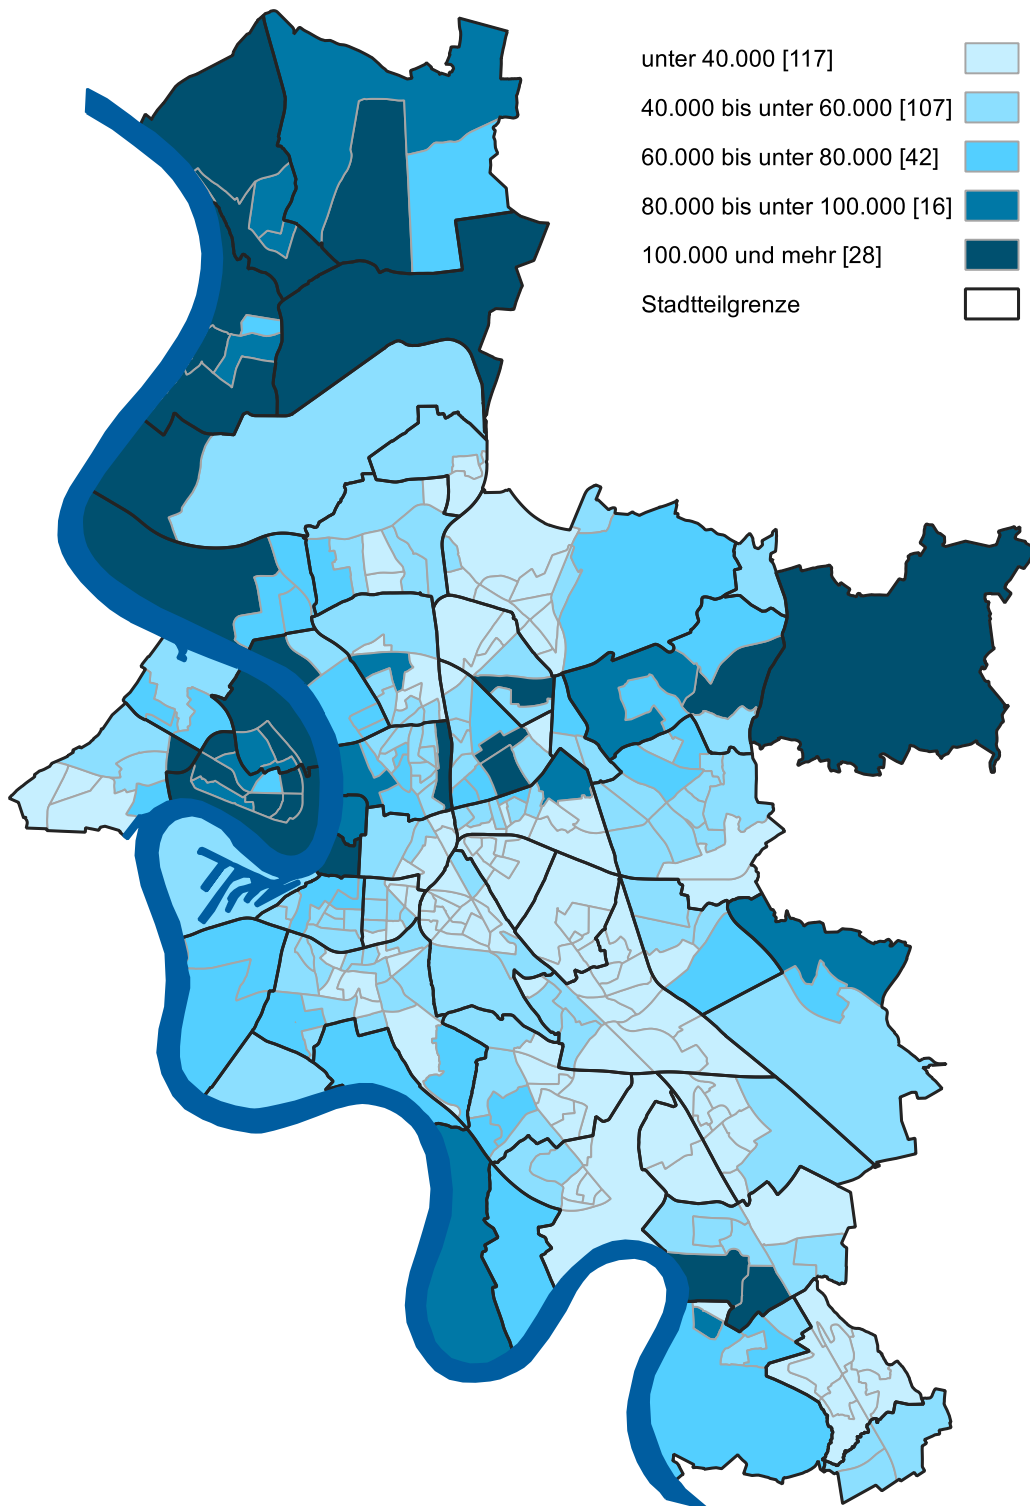 unter 40.000 [117]
40.000 bis unter 60.000 [107]
60.000 bis unter 80.000 [42]
80.000 bis unter 100.000 [16]
100.000 und mehr [28]
Stadtteilgrenze